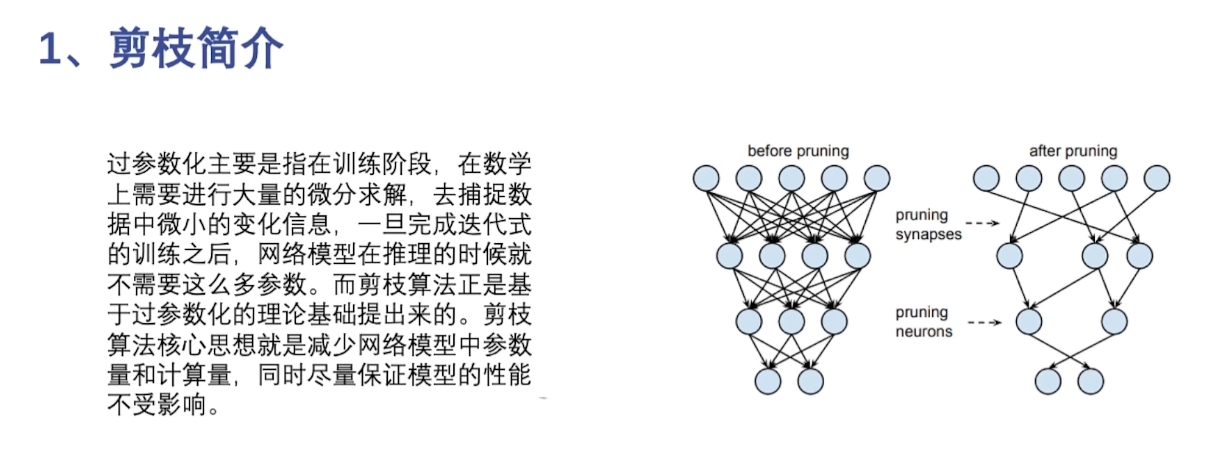 1、剪枝简介
过参数化主要是指在训练阶段，在数学
上需要进行大量的微分求解，去捕捉数
据中微小的变化信息，一旦完成迭代式
的训练之后，网络模型在推理的时候就
不需要这么多参数。而剪枝算法正是基
于过参数化的理论基础提出来的。剪枝
算法核心思想就是减少网络模型中参数
量和计算量，同时尽量保证模型的性能
不受影响。
before pruning
after pruning
pruning
synapses
pruning
neurons